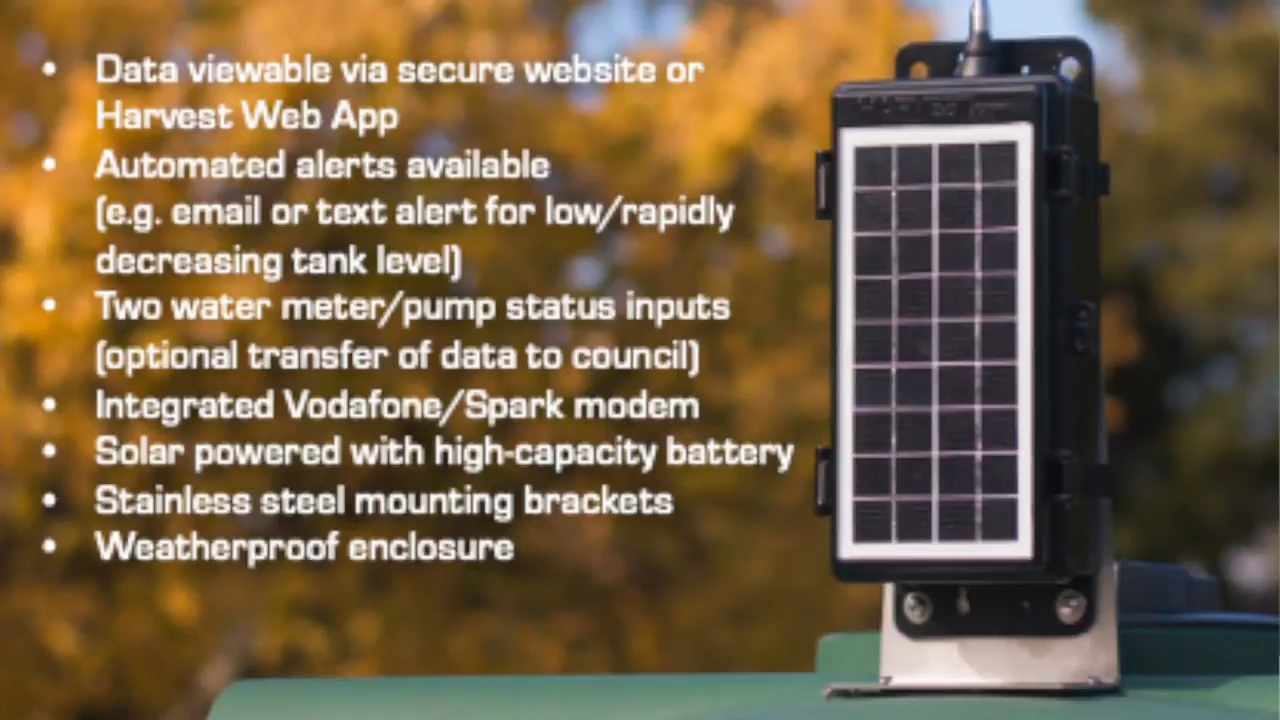 • Data viewable via secure website or
Harvest Web App
• Automated alerts available
(e.g. email or text alert for low/rapidly
decreasing tank level)
• Two water meter/pump status inputs
(optional transfer of data to council)
• Integrated Vodafone/Spark modem
• Solar powered with high-capacity battery
• Stainless steel mounting brackets
• Weatherproof enclosure